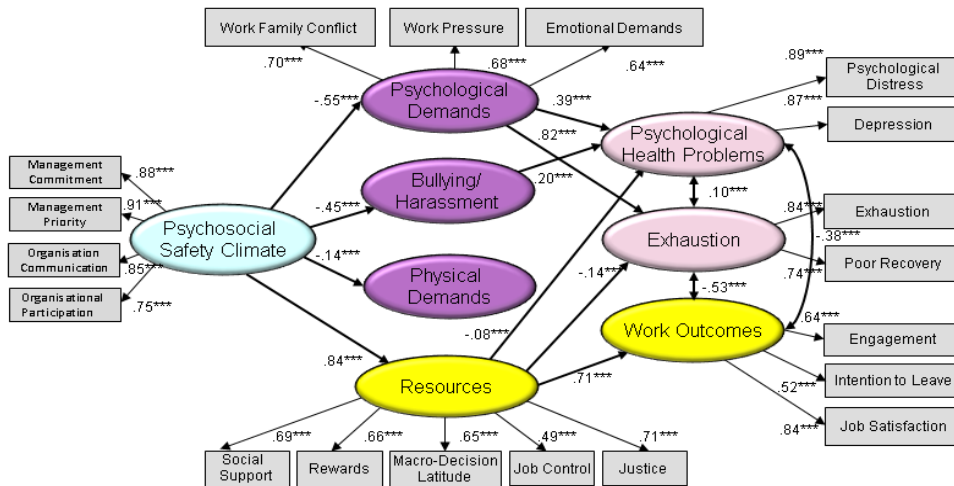 Work Family Conflict
Work Pressure
Emotional Demands
.70***
.68***
.64***
.89***
Psychological
Distress
.87***
Depression
-.55***
Psychological
Demands
.39***
.82***
Psychological
Health Problems
Management
Commitment
.88***
Management
Priority
.91***
Bullying/
Harassment
.20***
.10***
-.45***
Psychosocial
Safety Climate
Organisation
Communication
.85***
Organisational
Participation
.75***
-.14***
Physical
Demands
Exhaustion
.84***
Exhaustion
-.38***
Poor Recovery
.74***
-.14***
-.53***
-.08***
Work Outcomes
.64***
Engagement
.84***
Resources
.71***
.52***
Intention to Leave
.84***
Job Satisfaction
.69***
.66***
.65***
.49***
.71***
Social
Support
Rewards
Macro-Decision
Latitude
Job Control
Justice